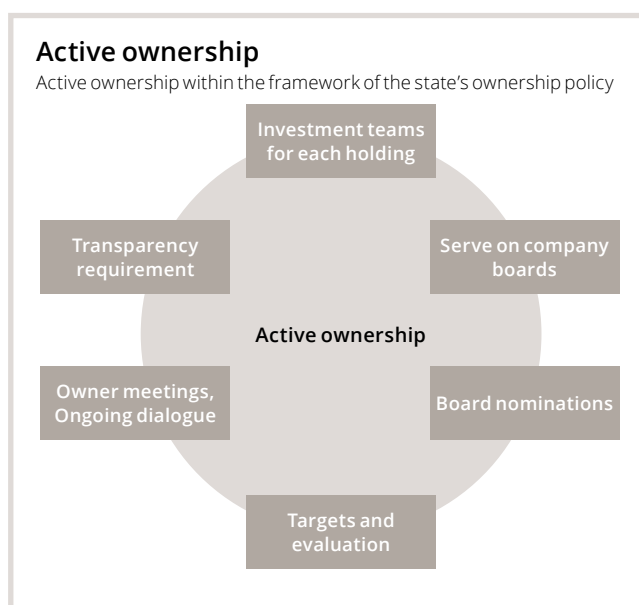 Active ownership
Active ownership within the framework of the state’s ownership policy
Investment teams
for each holding
Transparency
requirement
Serve on company
boards
Active ownership
Owner meetings,
Ongoing dialogue
Board nominations
Targets and
evaluation